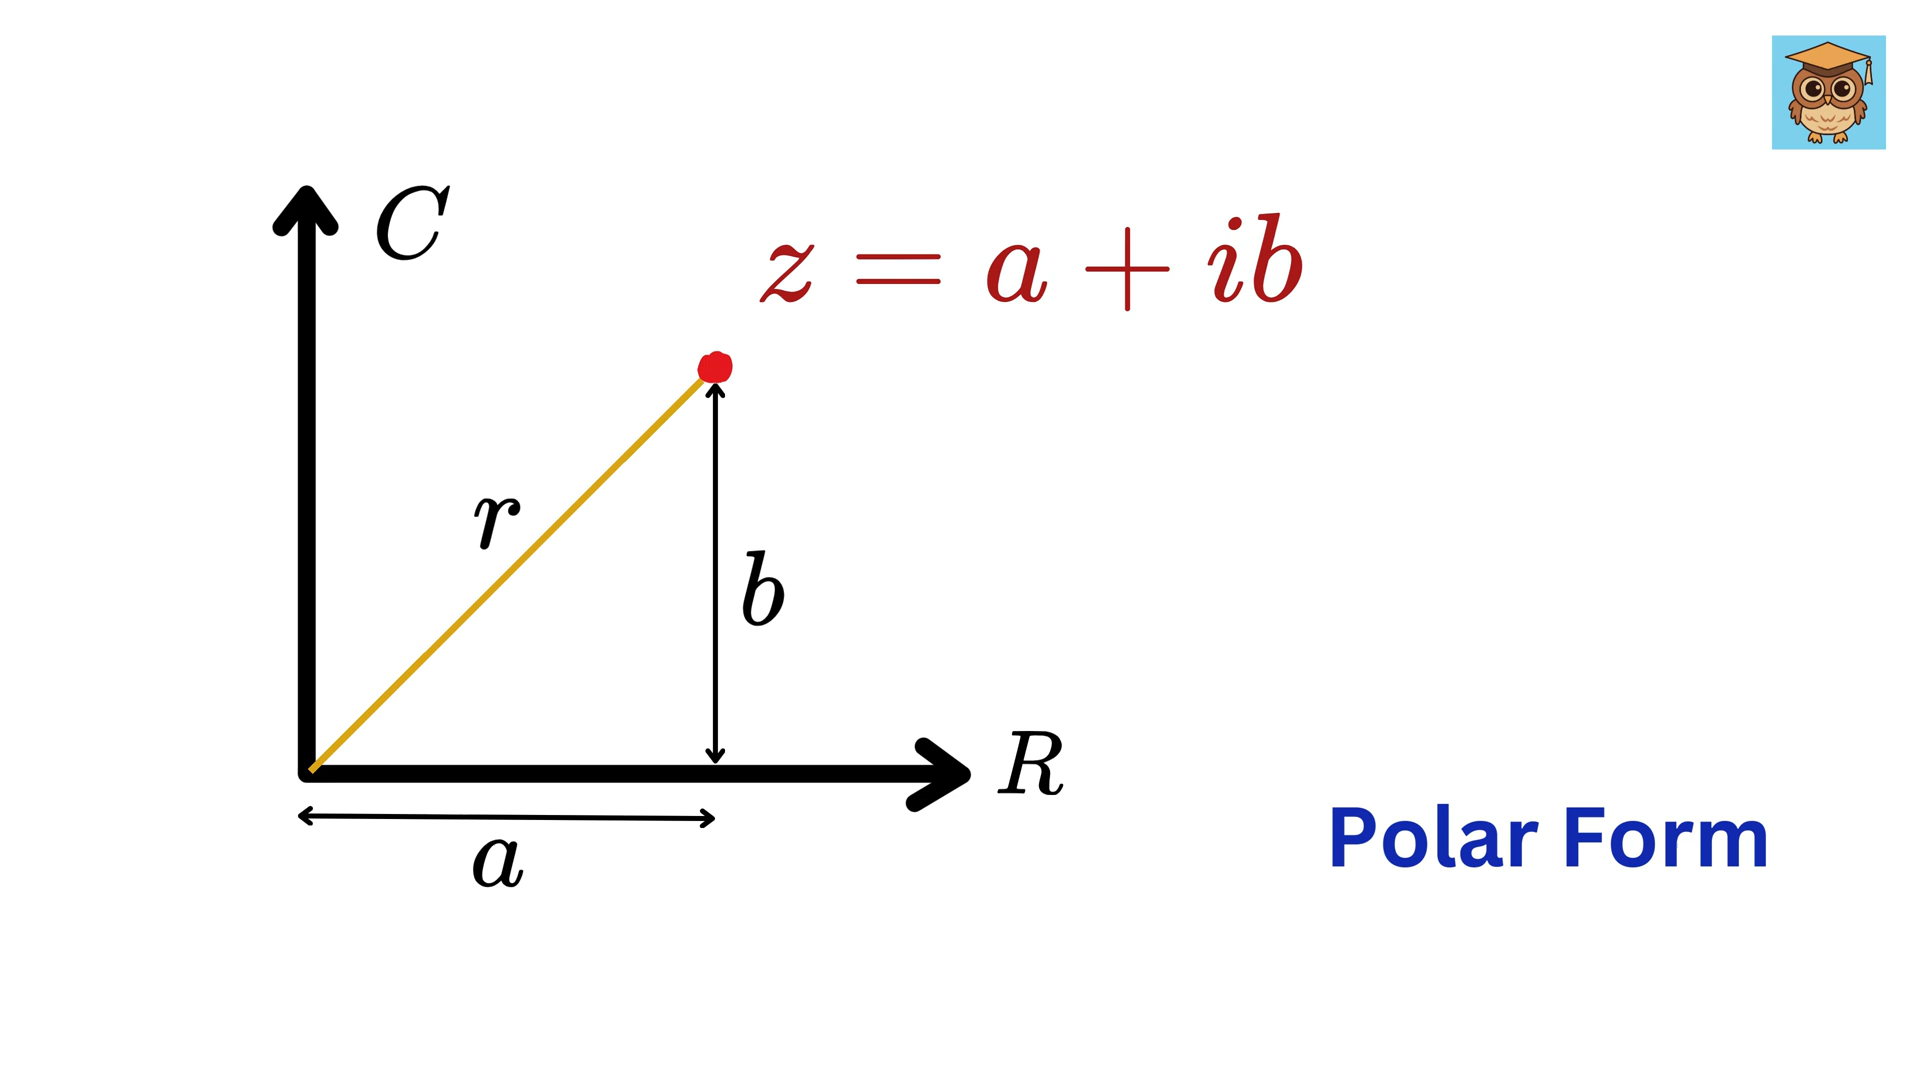 C
z = a + ib
r
b
R
a
Polar Form